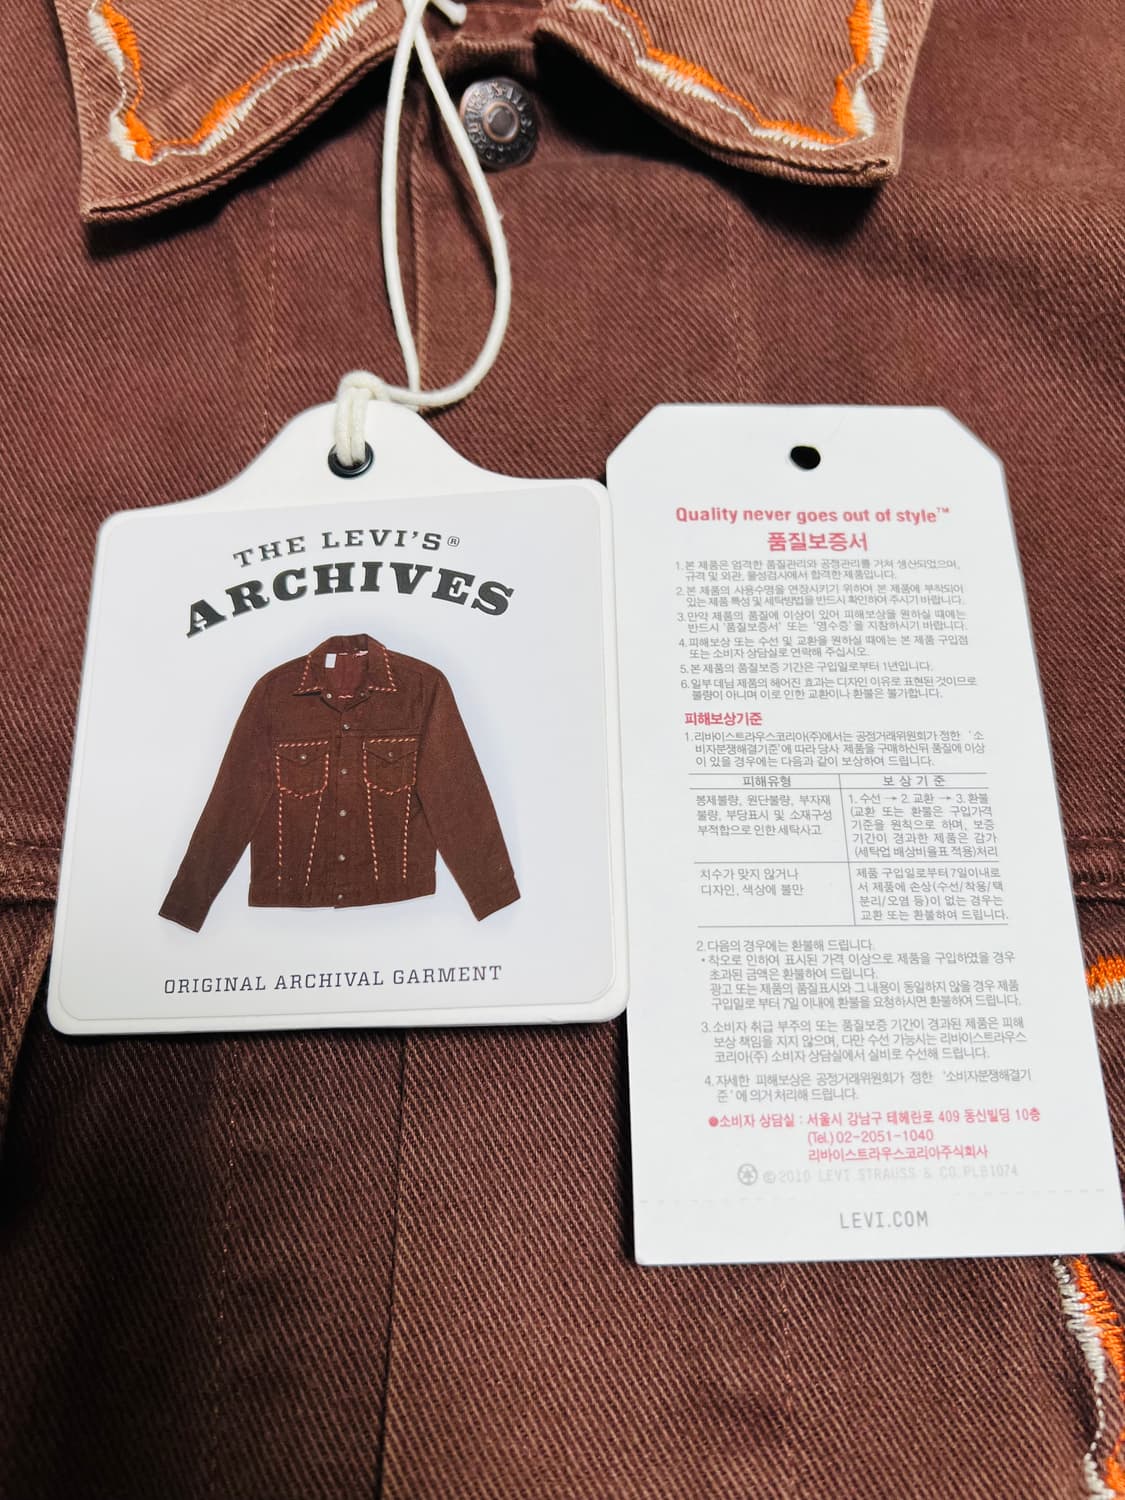 THE LEVI'S®
ARCHIVES
ORIGINAL ARCHIVAL GARMENT
Quality never goes out of style™
품질보증서
1. 본 제품은 엄격한 품질관리와 공정관리를 거쳐 생산되었으며,
규격 및 외관, 물성검사에서 합격한 제품입니다.
2. 본 제품의 사용수명을 연장시키기 위하여 본 제품에 부착되어
있는 제품 특성 및 세탁방법을 반드시 확인하여 주시기 바랍니다.
3. 만약 제품의 품질에 이상이 있어 피해보상을 원하실 때에는
반드시 '품질보증서' 또는 '영수증'을 지참하시기 바랍니다.
4. 피해보상 또는 수선 및 교환을 원하실 때에는 본 제품 구입점
또는 소비자 상담실로 연락해 주십시오.
5. 본 제품의 품질보증 기간은 구입일로부터 1년입니다.
6. 일부 데님 제품의 헤어진 효과는 디자인 이유로 표현된 것이므로
불량이 아니며 이로 인한 교환이나 환불은 불가합니다.
피해보상기준
1. 리바이스트라우스코리아(주)에서는 공정거래위원회가 정한 '소
비자분쟁해결기준'에 따라 당사 제품을 구매하신뒤 품질에 이상
이 있을 경우에는 다음과 같이 보상하여 드립니다.
피해유형 보상기준
봉제불량, 원단불량, 부자재
불량, 부당표시 및 소재구성
부적합으로 인한 세탁사고
1. 수선 → 2. 교환 → 3. 환불
(교환 또는 환불은 구입가격
기준을 원칙으로 하며, 보증
기간이 경과한 제품은 감가
(세탁업 배상비율표 적용)처리
치수가 맞지 않거나
디자인, 색상에 불만
제품 구입일로부터 7일이내로
서 제품에 손상(수선/착용/택
분리/오염 등)이 없는 경우는
교환 또는 환불하여 드립니다.
2. 다음의 경우에는 환불해 드립니다.
• 착오로 인하여 표시된 가격 이상으로 제품을 구입하였을 경우
초과된 금액은 환불하여 드립니다.
광고 또는 제품의 품질표시와 그 내용이 동일하지 않을 경우 제품
구입일로 부터 7일 이내에 환불을 요청하시면 환불하여 드립니다.
3. 소비자 취급 부주의 또는 품질보증 기간이 경과된 제품은 피해
보상 책임을 지지 않으며, 다만 수선 가능시는 리바이스트라우스
코리아(주) 소비자 상담실에서 실비로 수선해 드립니다.
4. 자세한 피해보상은 공정거래위원회가 정한 '소비자분쟁해결기
준'에 의거 처리해 드립니다.
●소비자 상담실 : 서울시 강남구 테헤란로 409 동신빌딩 10층
(Tel.) 02-2051-1040
리바이스트라우스코리아주식회사
© 2019 LEVI STRAUSS & CO. PLB1074
LEVI.COM